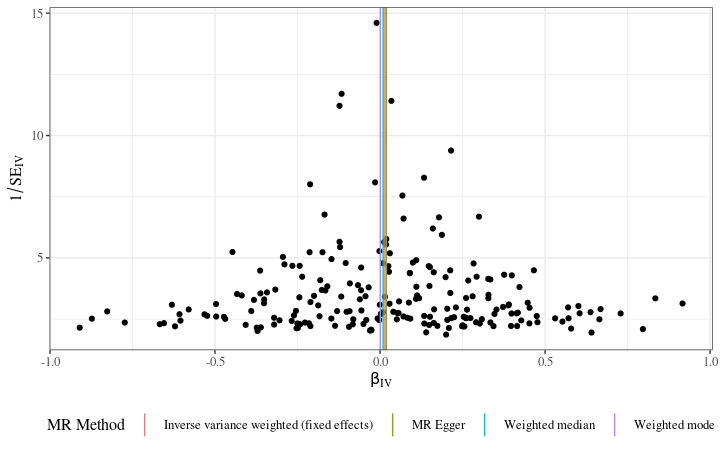 15
10
5
1/SE_IV
-1.0
-0.5
0.0
0.5
1.0
β_IV
MR Method
Inverse variance weighted (fixed effects)
MR Egger
Weighted median
Weighted mode